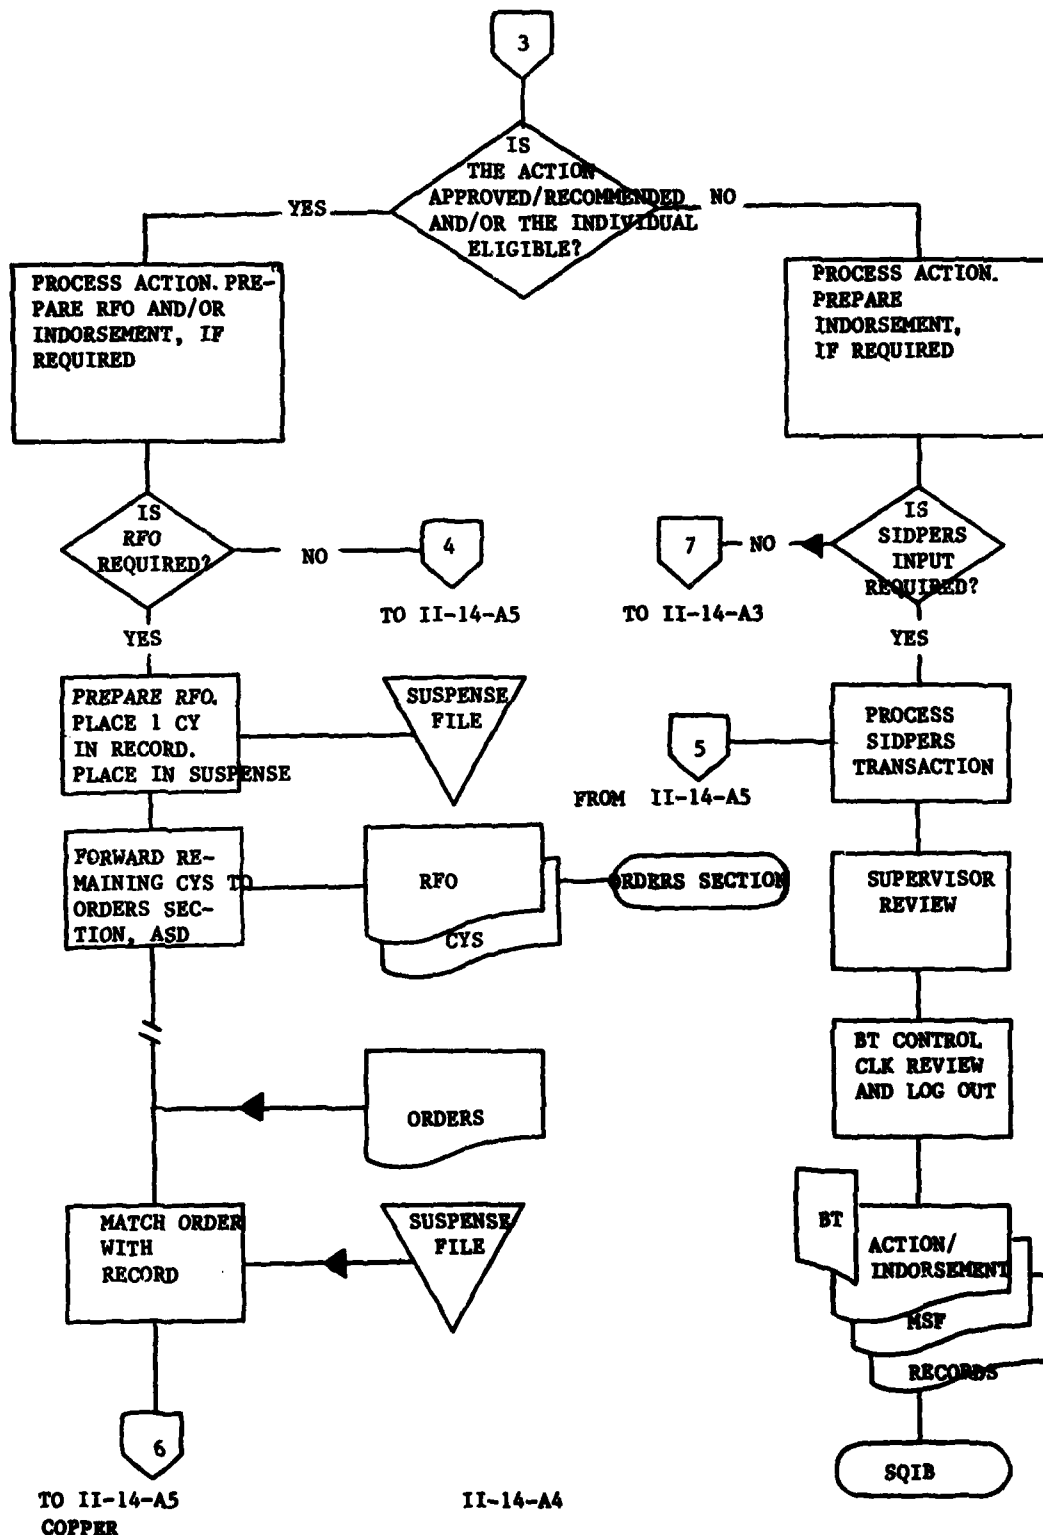 3
IS
THE ACTION
APPROVED/RECOMMENDED
AND/OR THE INDIVIDUAL
ELIGIBLE?
YES
NO
PROCESS ACTION. PRE-
PARE RFO AND/OR
INDORSEMENT, IF
REQUIRED
PROCESS ACTION.
PREPARE
INDORSEMENT,
IF REQUIRED
IS
RFO
REQUIRED?
NO
4
TO II-14-A5
7
NO
TO II-14-A3
IS
SIDPERS
INPUT
REQUIRED?
YES
YES
PREPARE RFO.
PLACE 1 CY
IN RECORD.
PLACE IN SUSPENSE
SUSPENSE
FILE
5
FROM II-14-A5
PROCESS
SIDPERS
TRANSACTION
FORWARD RE-
MAINING CYS TO
ORDERS SEC-
TION, ASD
RFO
CYS
ORDERS SECTION
SUPERVISOR
REVIEW
BT CONTROL
CLK REVIEW
AND LOG OUT
ORDERS
MATCH ORDER
WITH
RECORD
SUSPENSE
FILE
BT
ACTION/
INDORSEMENT
MSF
RECORDS
6
SQIB
TO II-14-A5
COPPER
II-14-A4